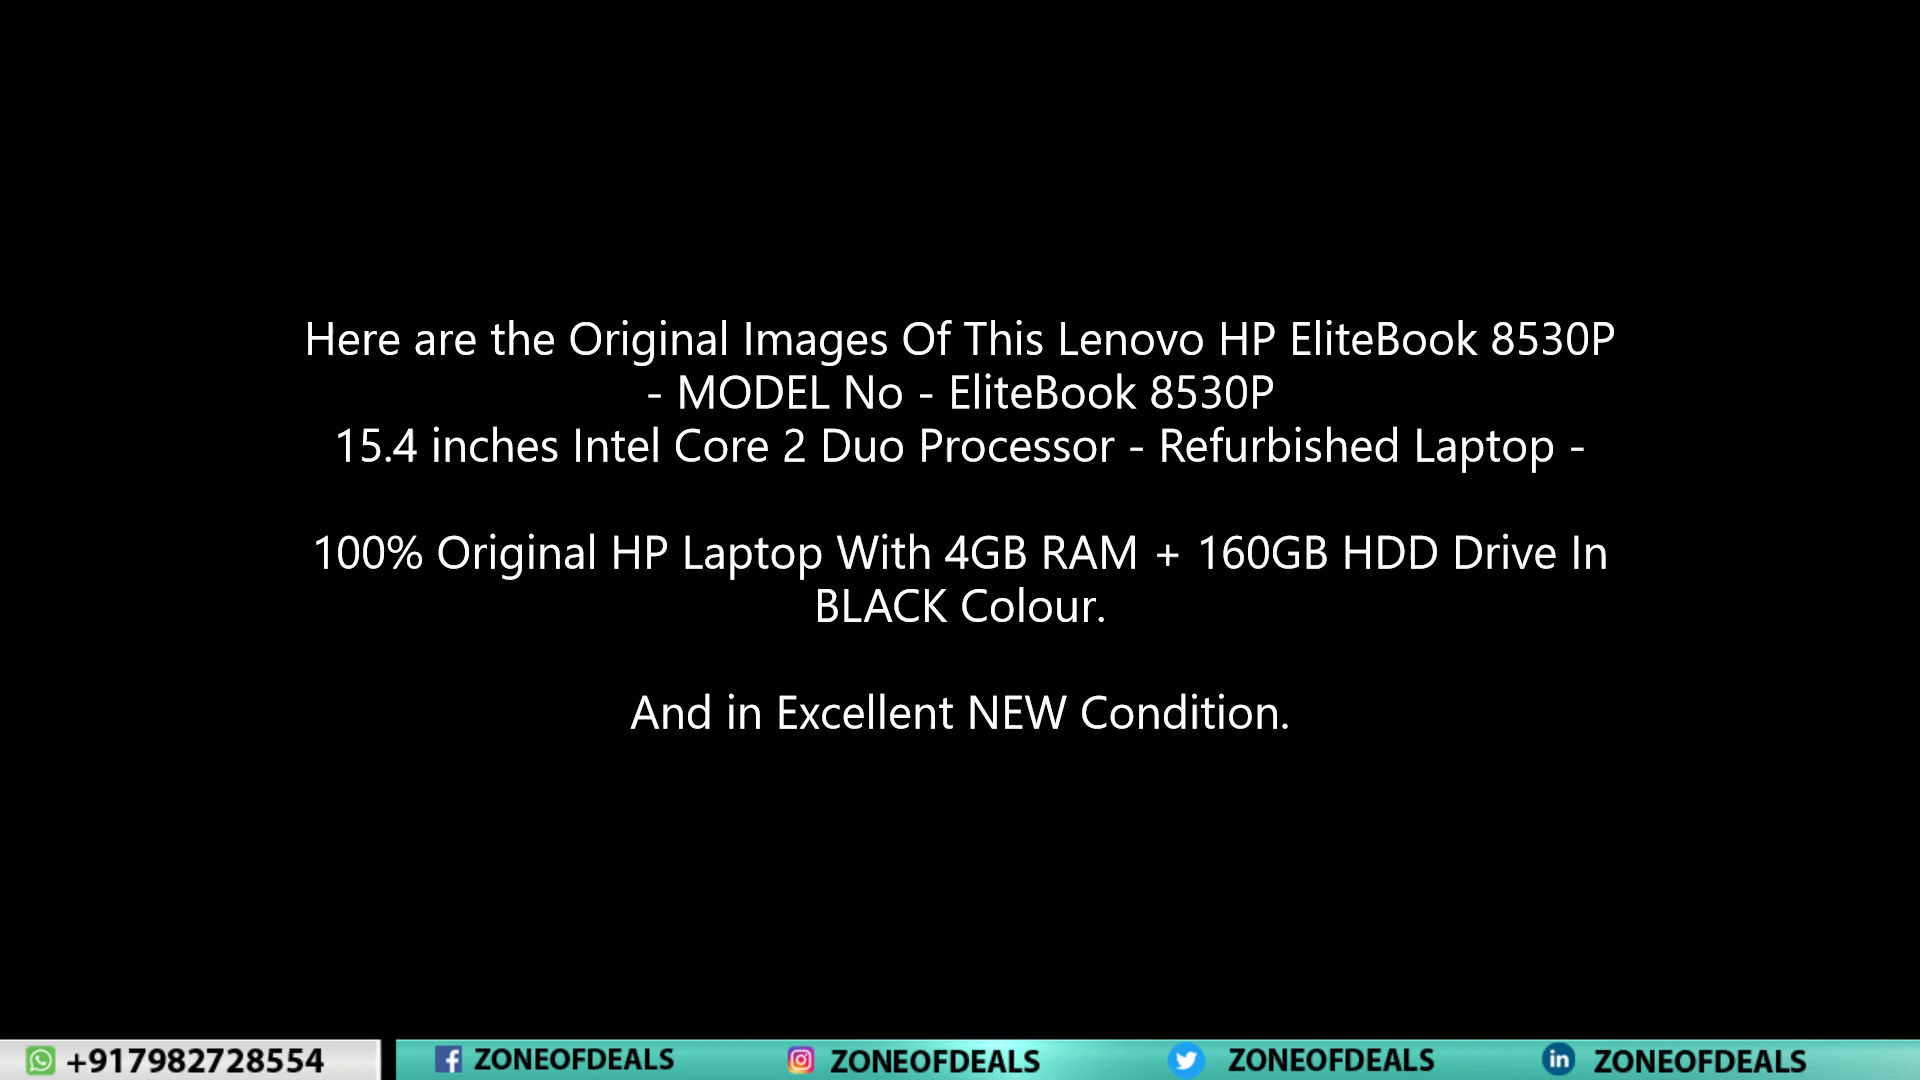 Here are the Original Images Of This Lenovo HP EliteBook 8530P
- MODEL No - EliteBook 8530P
15.4 inches Intel Core 2 Duo Processor - Refurbished Laptop -
100% Original HP Laptop With 4GB RAM + 160GB HDD Drive In
BLACK Colour.
And in Excellent NEW Condition.
+917982728554 ZONEOFDEALS ZONEOFDEALS ZONEOFDEALS ZONEOFDEALS